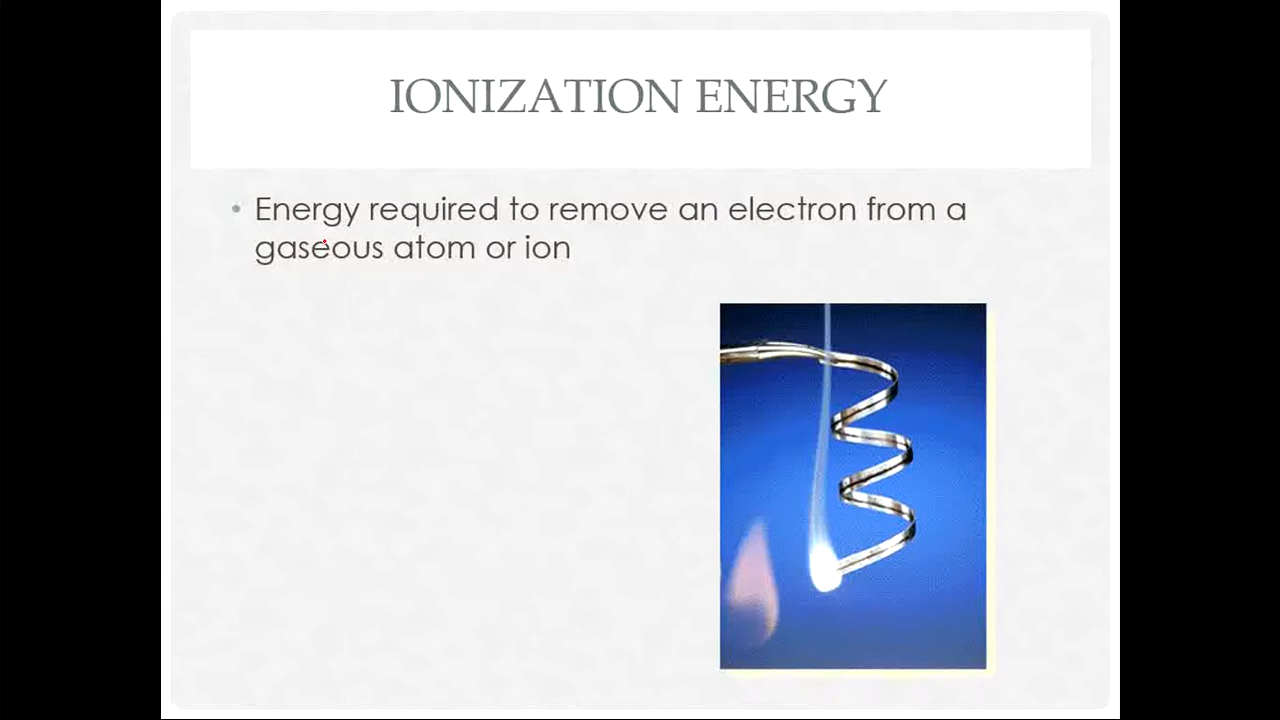 IONIZATION ENERGY
• Energy required to remove an electron from a
gaseous atom or ion